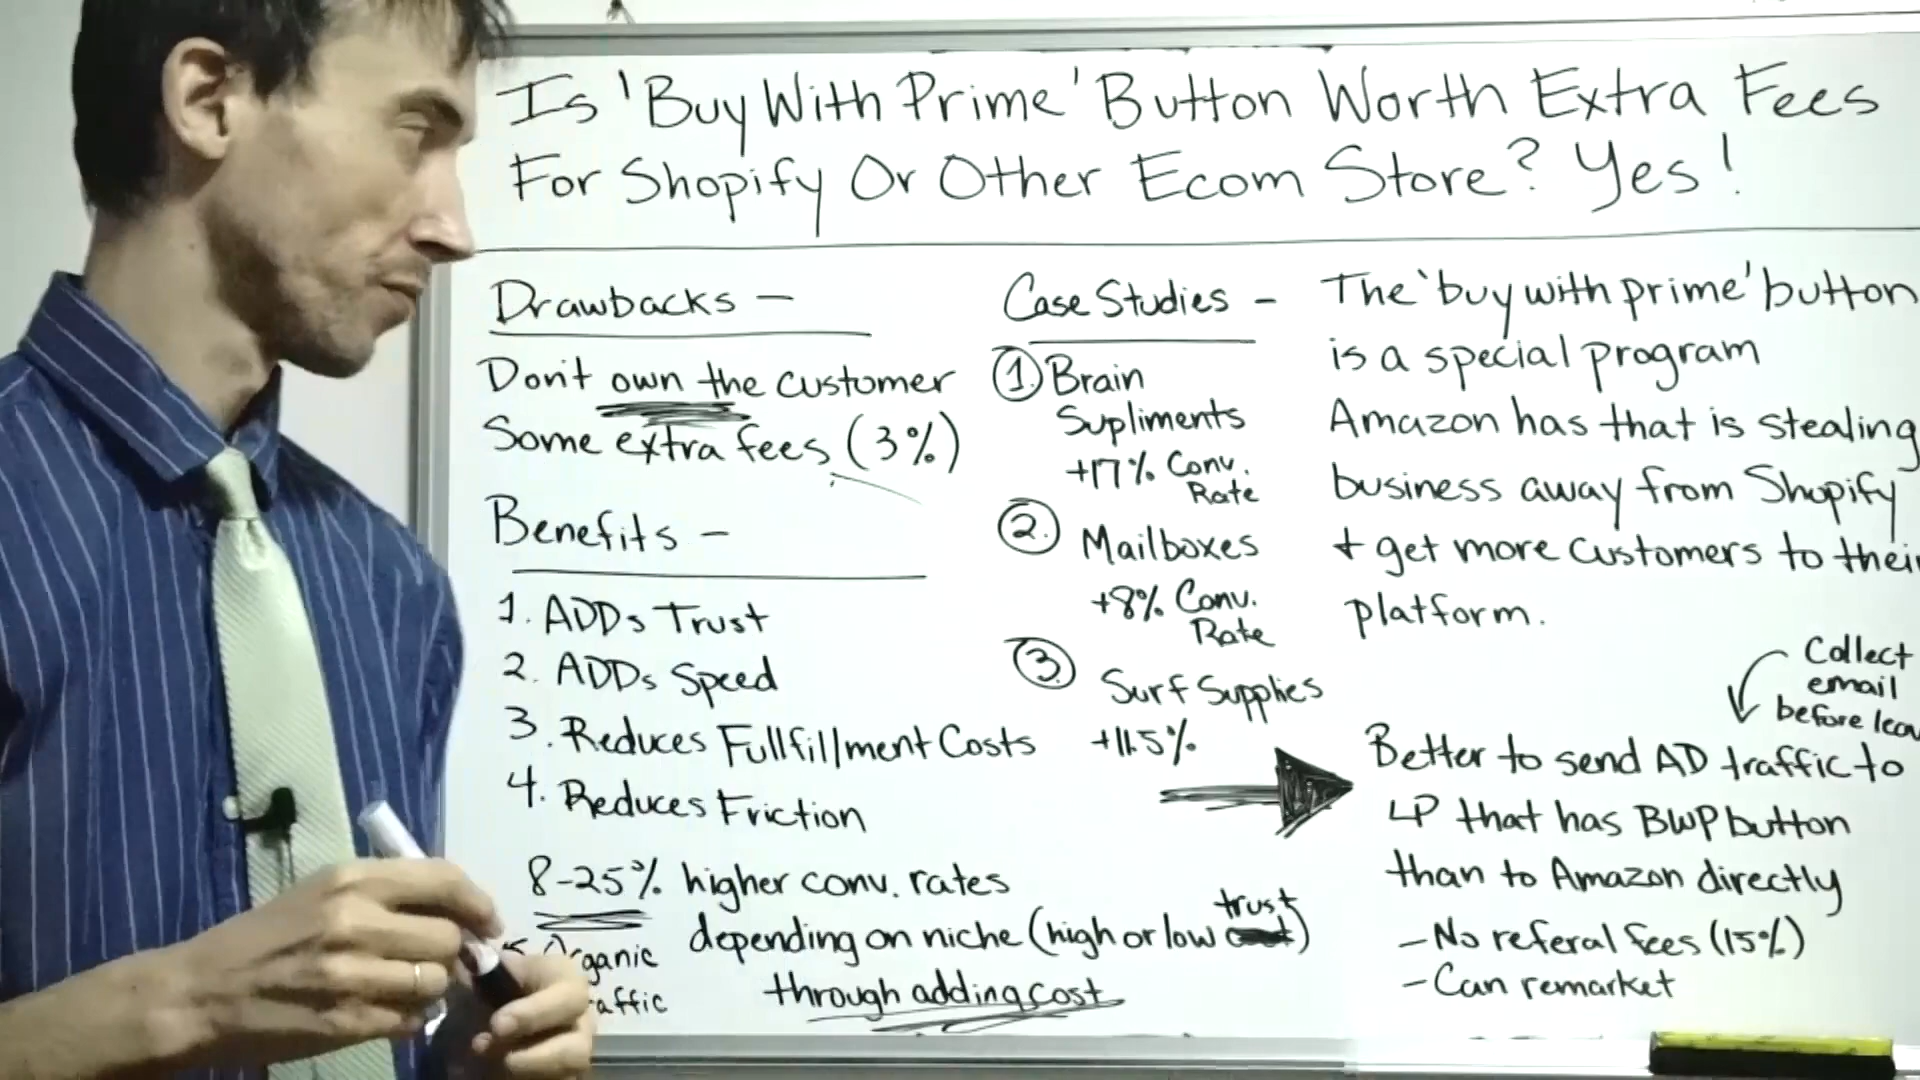 Is 'Buy With Prime' Button Worth Extra Fees
For Shopify Or Other Ecom Store? Yes!
Drawbacks -
Don't own the customer
Some extra fees (3%)
Benefits -
1. ADDs Trust
2. ADDs Speed
3. Reduces Fullfillment Costs
4. Reduces Friction
8-25% higher conv. rates
depending on niche (high or low trust)
through adding cost
Organic
affic
Case Studies -
1. Brain
Supliments
+17% Conv.
Rate
2. Mailboxes
+8% Conv.
Rate
3. Surf Supplies
+11.5%
The 'buy with prime' button
is a special program
Amazon has that is stealing
business away from Shopify
+ get more customers to their
platform.
Collect
email
before leav
Better to send AD traffic to
LP that has BWP button
than to Amazon directly
- No referal fees (15%)
- Can remarket